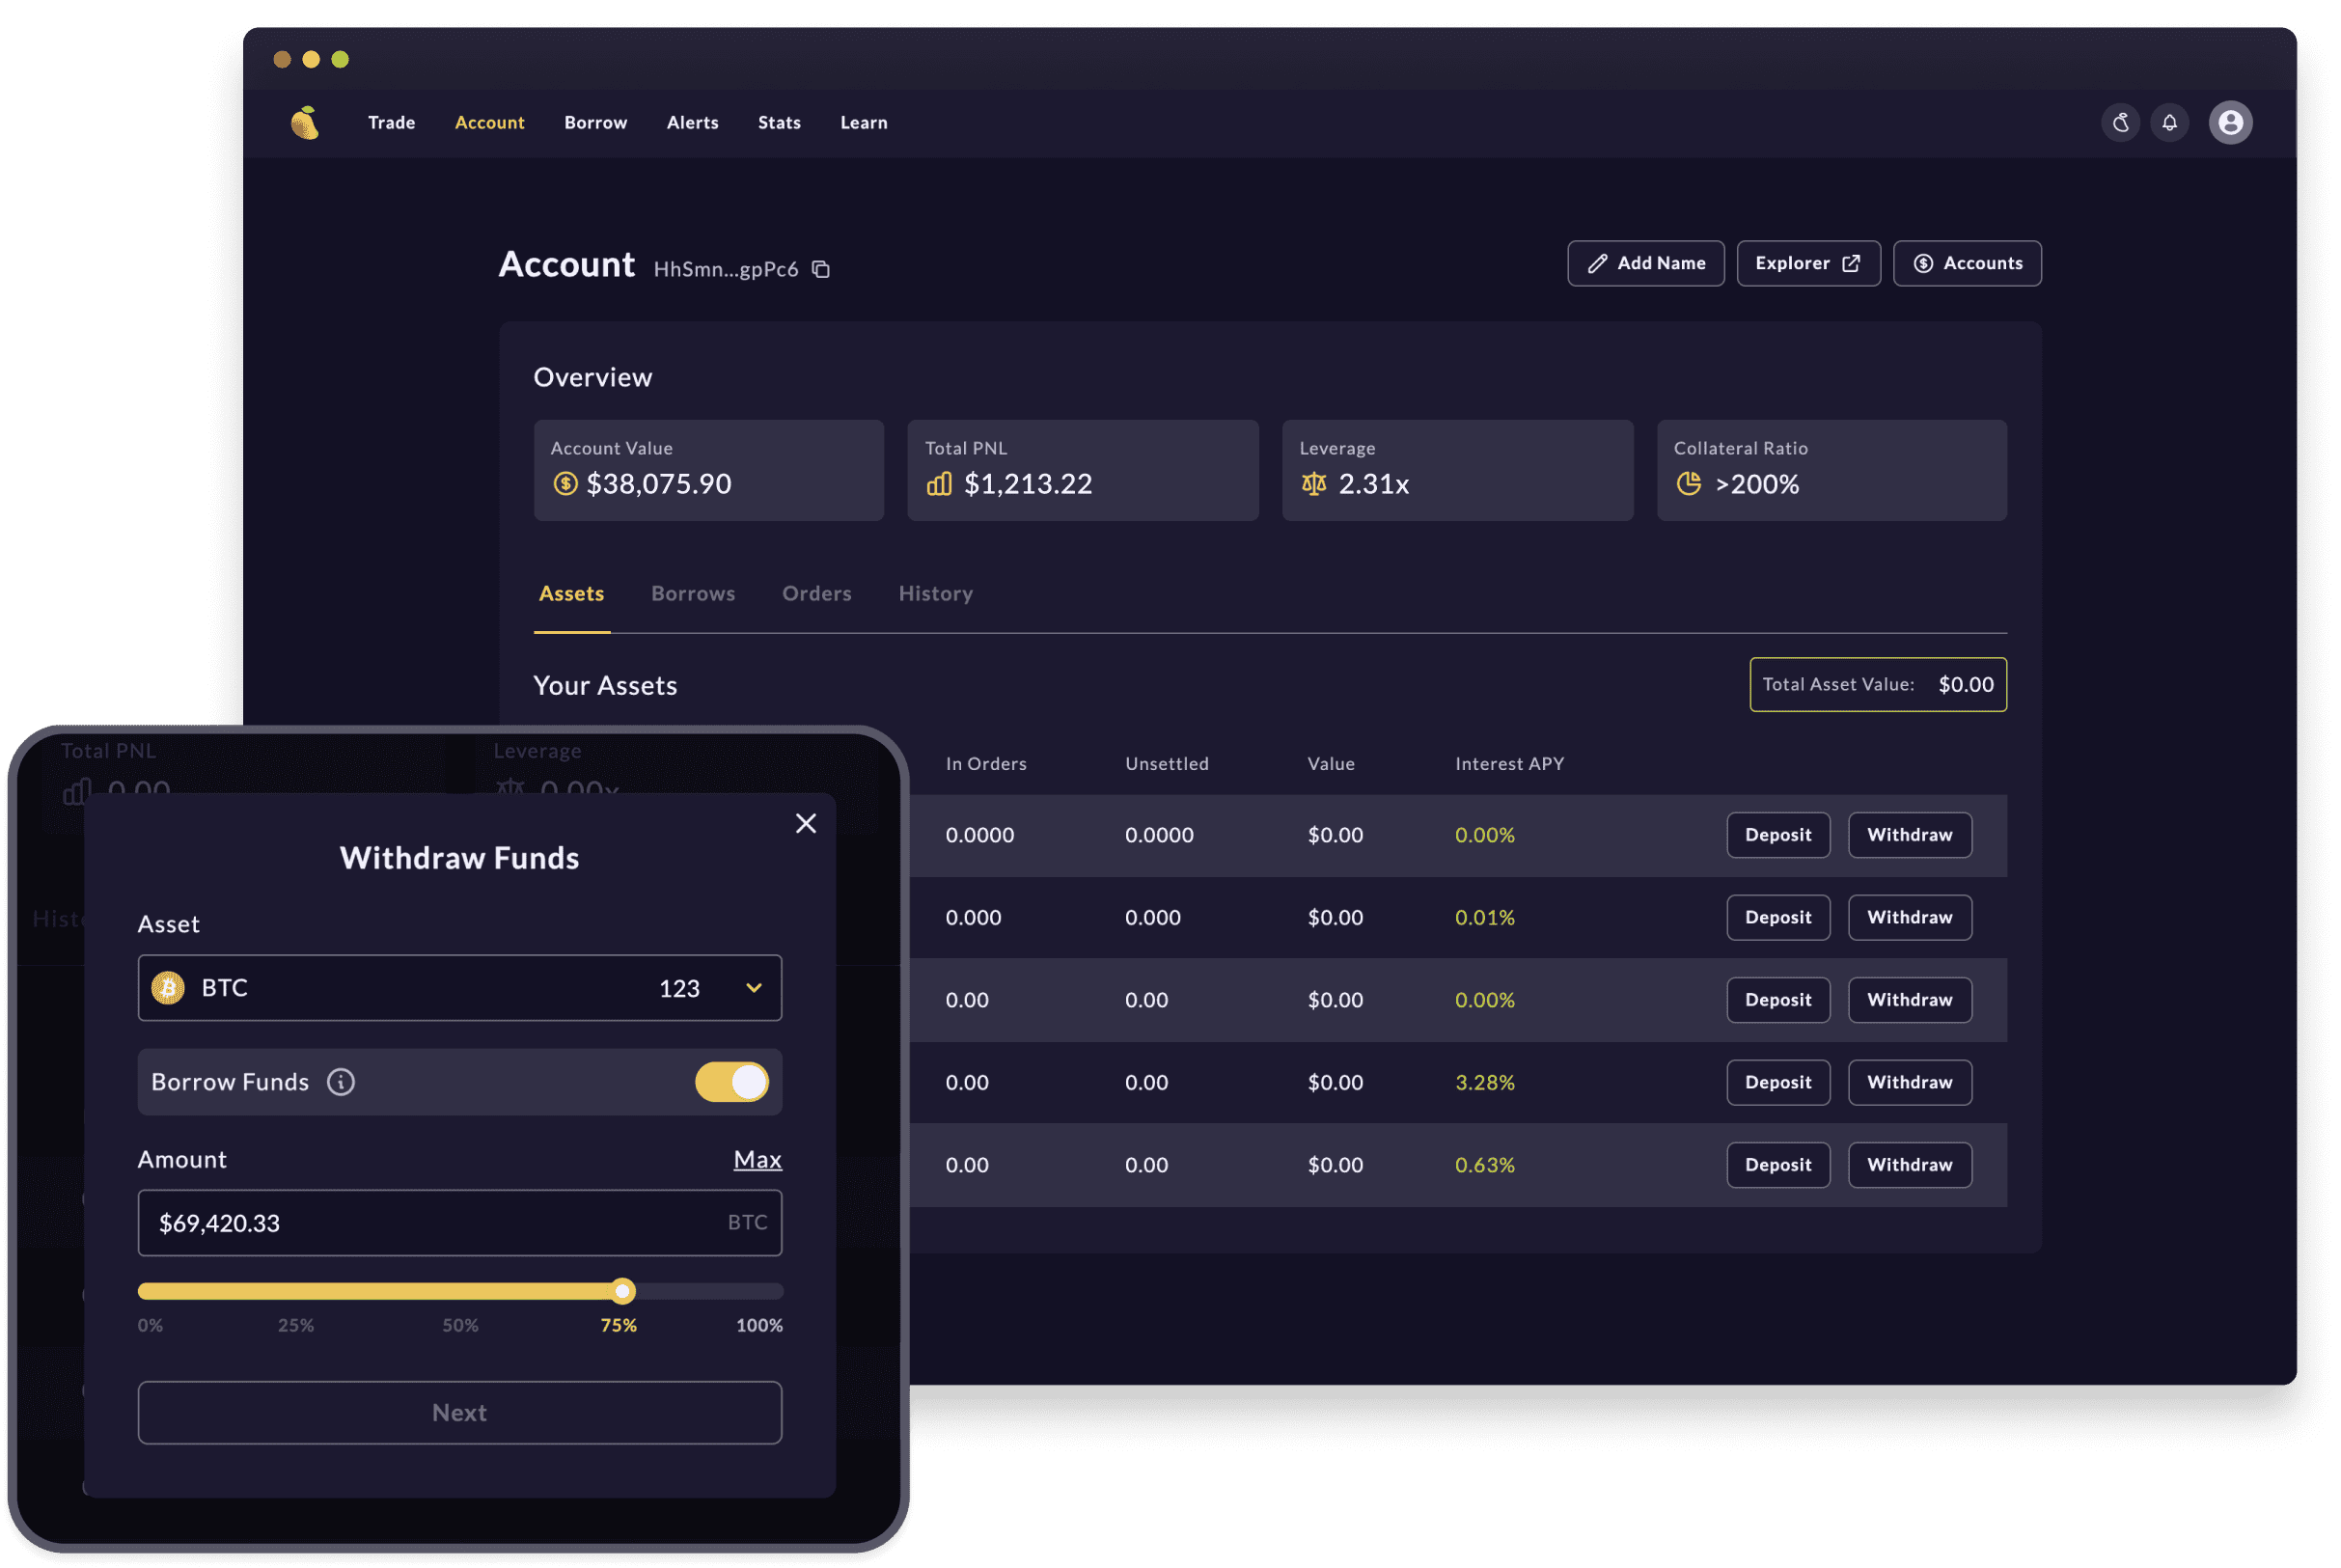 Trade Account Borrow Alerts Stats Learn
Account HhSmn...gpPc6
Add Name Explorer Accounts
Overview
Account Value
$38,075.90
Total PNL
$1,213.22
Leverage
2.31x
Collateral Ratio
>200%
Assets Borrows Orders History
Your Assets
Total Asset Value: $0.00
In Orders Unsettled Value Interest APY
0.0000 0.0000 $0.00 0.00% Deposit Withdraw
0.000 0.000 $0.00 0.01% Deposit Withdraw
0.00 0.00 $0.00 0.00% Deposit Withdraw
0.00 0.00 $0.00 3.28% Deposit Withdraw
0.00 0.00 $0.00 0.63% Deposit Withdraw
Total PNL
0.00
Leverage
0.00x
Withdraw Funds
Asset
BTC 123
Borrow Funds
Amount Max
$69,420.33 BTC
0% 25% 50% 75% 100%
Next